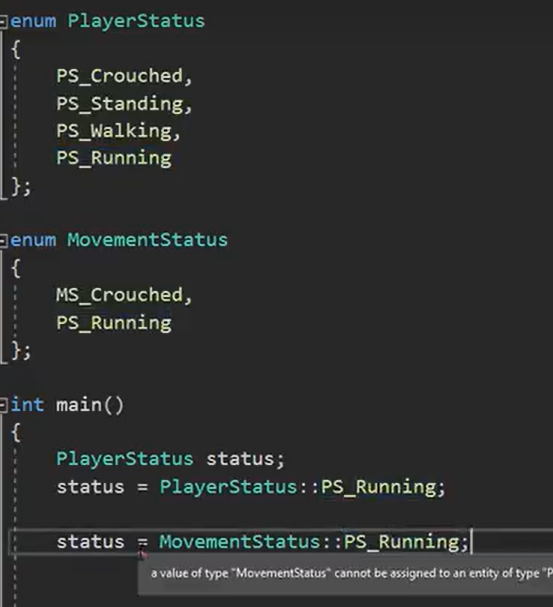 enum PlayerStatus
{
PS_Crouched,
PS_Standing,
PS_Walking,
PS_Running
};
enum MovementStatus
{
MS_Crouched,
PS_Running
};
int main()
{
PlayerStatus status;
status = PlayerStatus::PS_Running;
status = MovementStatus::PS_Running;
a value of type "MovementStatus" cannot be assigned to an entity of type "P